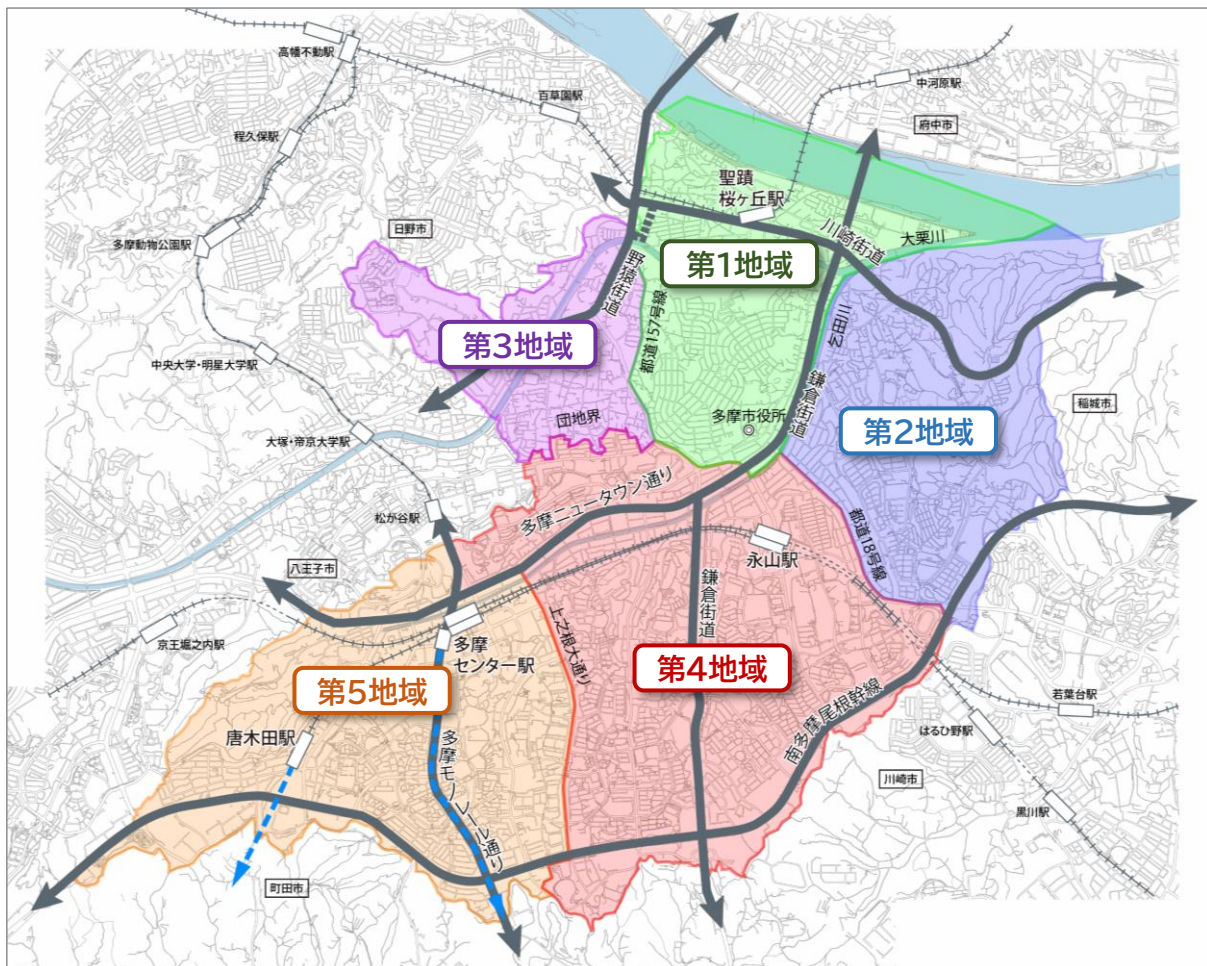 高幡不動駅
百草園駅
中河原駅
府中市
程久保駅
聖蹟
桜ヶ丘駅
多摩動物公園駅
日野市
川崎街道
大栗川
第1地域
野猿街道
都道157号線
乞田川
第3地域
中央大学・明星大学駅
団地界
多摩市役所
鎌倉街道
稲城市
第2地域
大塚・帝京大学駅
多摩ニュータウン通り
松が谷駅
永山駅
都道18号線
八王子市
鎌倉街道
京王堀之内駅
多摩
センター駅
上之根大通り
第4地域
第5地域
若葉台駅
唐木田駅
はるひ野駅
南多摩尾根幹線
多摩モノレール通り
川崎市
黒川駅
町田市